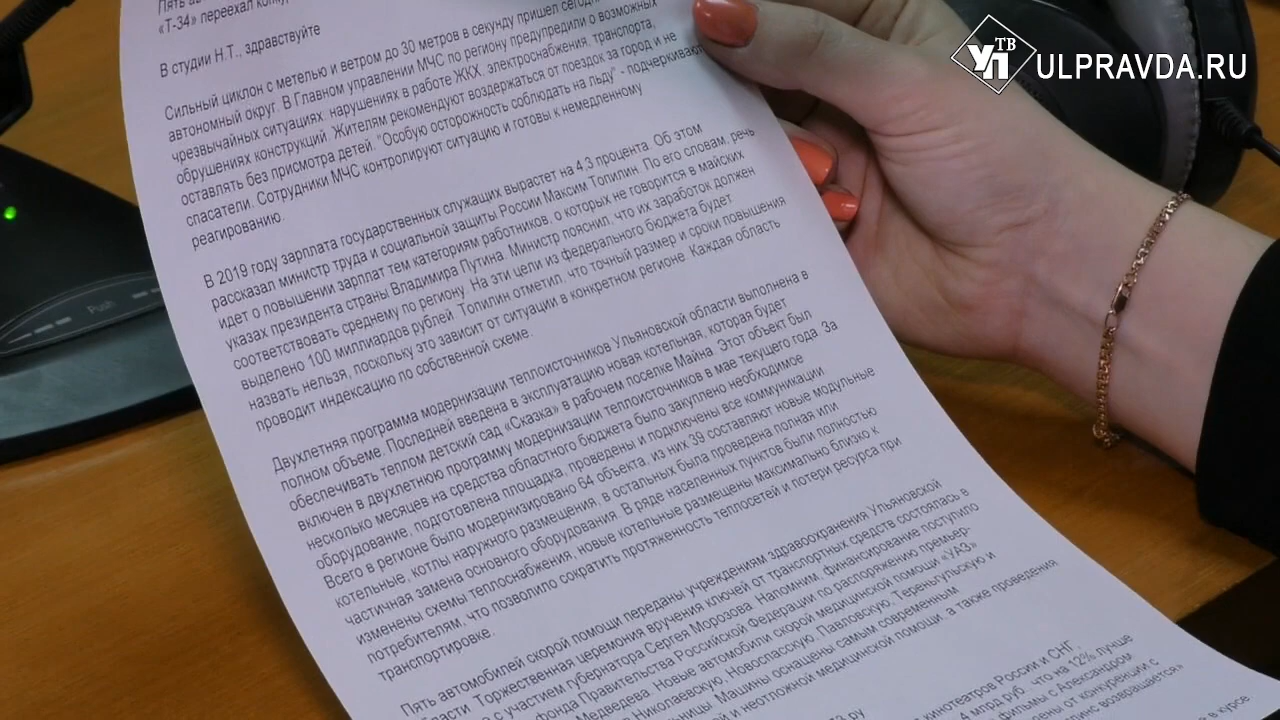 Пять
«Т-34» переехал
В студии Н.Т., здравствуйте
Сильный циклон с метелью и ветром до 30 метров в секунду пришел
автономный округ. В Главном управлении МЧС по региону предупредили о возможных
чрезвычайных ситуациях: нарушениях в работе ЖКХ, электроснабжения, транспорта,
обрушениях конструкций. Жителям рекомендуют воздержаться от поездок за город и не
оставлять без присмотра детей. "Особую осторожность соблюдать на льду" - подчеркивают
спасатели. Сотрудники МЧС контролируют ситуацию и готовы к немедленному
реагированию.
В 2019 году зарплата государственных служащих вырастет на 4,3 процента. Об этом
рассказал министр труда и социальной защиты России Максим Топилин. По его словам, речь
идет о повышении зарплат тем категориям работников, о которых не говорится в майских
указах президента страны Владимира Путина. Министр пояснил, что их заработок должен
соответствовать среднему по региону. На эти цели из федерального бюджета будет
выделено 100 миллиардов рублей. Топилин отметил, что точный размер и сроки повышения
назвать нельзя, поскольку это зависит от ситуации в конкретном регионе. Каждая область
проводит индексацию по собственной схеме.
Двухлетняя программа модернизации теплоисточников Ульяновской области выполнена в
полном объеме. Последней введена в эксплуатацию новая котельная, которая будет
обеспечивать теплом детский сад «Сказка» в рабочем поселке Майна. Этот объект был
включен в двухлетнюю программу модернизации теплоисточников в мае текущего года. За
несколько месяцев на средства областного бюджета было закуплено необходимое
оборудование, подготовлена площадка, проведены и подключены все коммуникации.
Всего в регионе было модернизировано 64 объекта, из них 39 составляют новые модульные
котельные, котлы наружного размещения, в остальных была проведена полная или
частичная замена основного оборудования. В ряде населенных пунктов были полностью
изменены схемы теплоснабжения, новые котельные размещены максимально близко к
потребителям, что позволило сократить протяженность теплосетей и потери ресурса при
транспортировке.
Пять автомобилей скорой помощи переданы учреждениям здравоохранения Ульяновской
области. Торжественная церемония вручения ключей от транспортных средств состоялась в
с участием губернатора Сергея Морозова. Напомним, финансирование поступило
фонда Правительства Российской Федерации по распоряжению премьер-
Медведева. Новые автомобили скорой медицинской помощи «УАЗ»
Николаевскую, Новоспасскую, Павловскую, Тереньгульскую и
Машины оснащены самым современным
и неотложной медицинской помощи, а также проведения
кинотеатров России и СНГ,
4 млрд руб., что на 12% лучше
фильмы с Александром
от конкуренции с
возвращается»
в курсе
УП ТВ ULPRAVDA.RU
Push